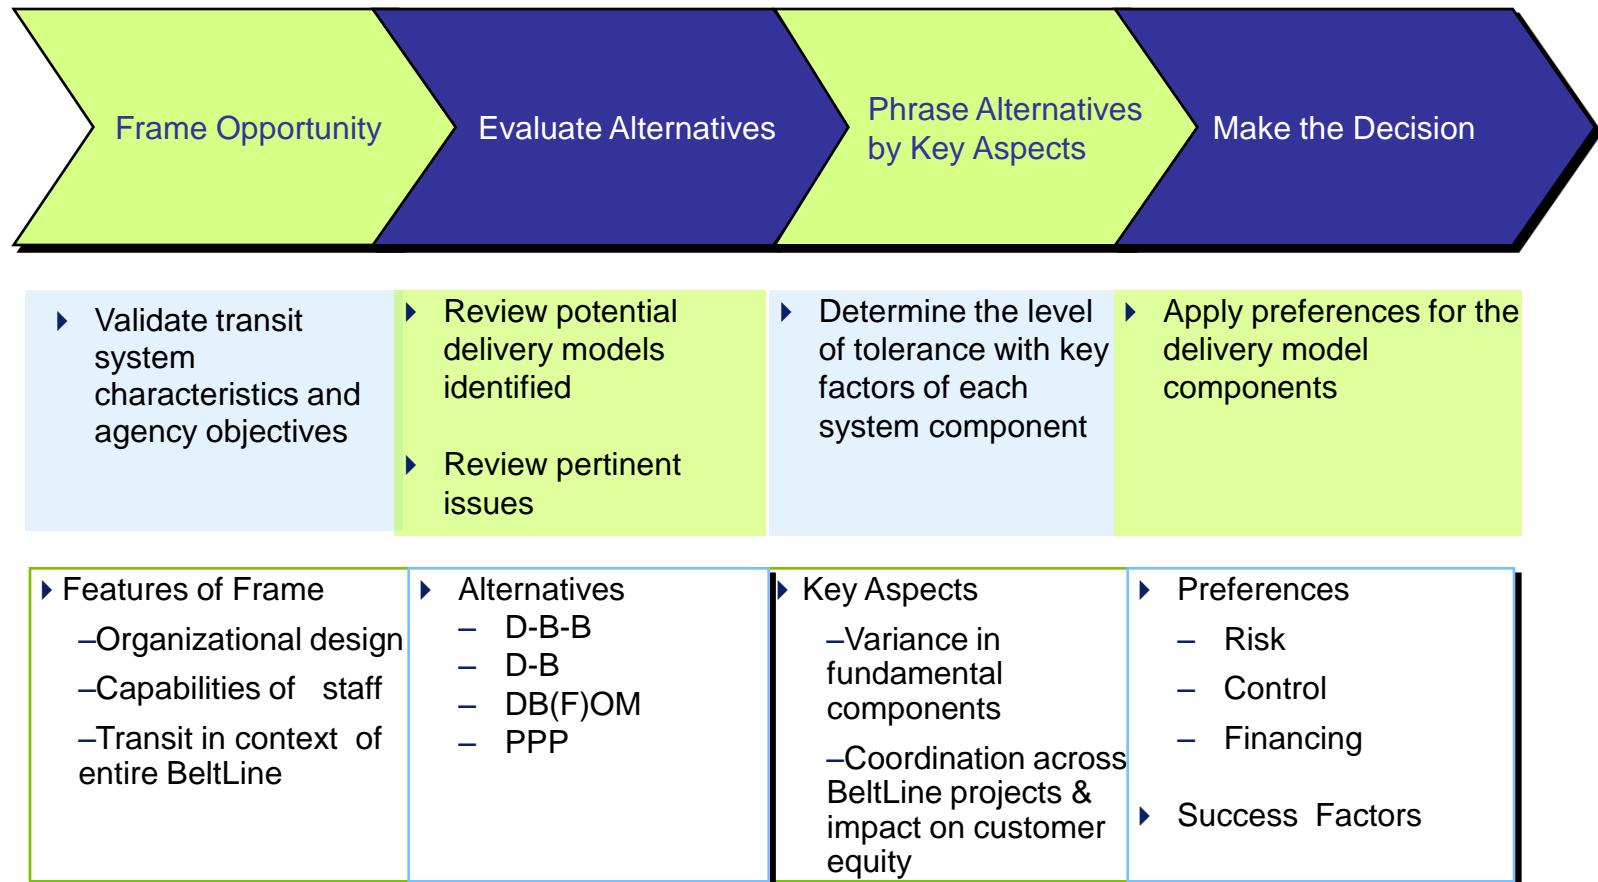 Frame Opportunity
Evaluate Alternatives
Phrase Alternatives
by Key Aspects
Make the Decision
Validate transit
system
characteristics and
agency objectives
Review potential
delivery models
identified
Review pertinent
issues
Determine the level
of tolerance with key
factors of each
system component
Apply preferences for the
delivery model
components
Features of Frame
–Organizational design
–Capabilities of staff
–Transit in context of
entire BeltLine
Alternatives
– D-B-B
– D-B
– DB(F)OM
– PPP
Key Aspects
–Variance in
fundamental
components
–Coordination across
BeltLine projects &
impact on customer
equity
Preferences
– Risk
– Control
– Financing
Success Factors